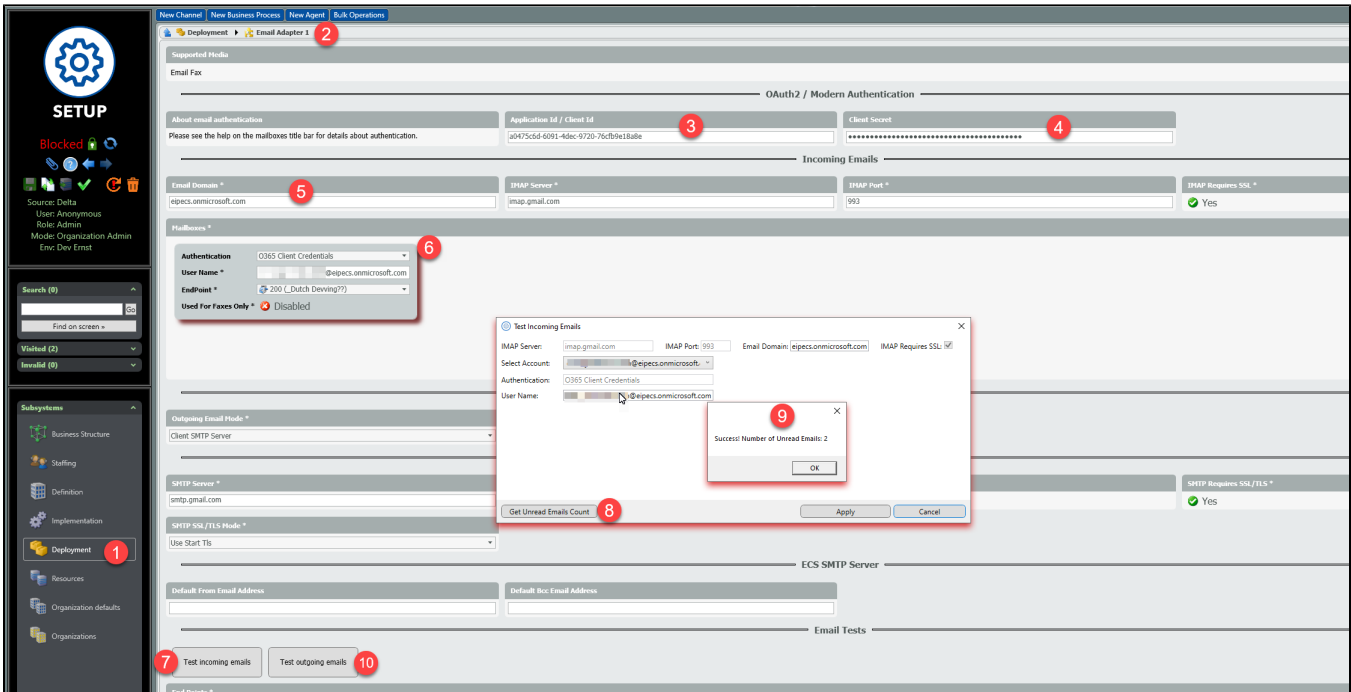 New Channel New Business Process New Agent Bulk Operations
Deployment Email Adapter 1 2
Supported Media
Email Fax
OAuth2 / Modern Authentication
SETUP
About email authentication Application Id / Client Id Client Secret
Please see the help on the mailboxes title bar for details about authentication. a0475c6d-6091-4dec-9720-76cfb9e18a8e 3 4
Blocked
Incoming Emails
Email Domain * 5 IMAP Server * IMAP Port * IMAP Requires SSL *
eipecs.onmicrosoft.com imap.gmail.com 993 Yes
Source: Delta
User: Anonymous
Role: Admin
Mode: Organization Admin
Env: Dev Ernst
Mailboxes *
6
Authentication O365 Client Credentials
User Name * @eipecs.onmicrosoft.com
EndPoint * 200 (_Dutch Devving??)
Used For Faxes Only * Disabled
Search (0)
Go
Find on screen »
Visited (2)
Invalid (0)
Test Incoming Emails
IMAP Server: imap.gmail.com IMAP Port: 993 Email Domain: eipecs.onmicrosoft.com IMAP Requires SSL:
Select Account: @eipecs.onmicrosoft.
Authentication: O365 Client Credentials
User Name: @eipecs.onmicrosoft.com
9
Success! Number of Unread Emails: 2
OK
Get Unread Emails Count 8 Apply Cancel
Subsystems
Business Structure
Staffing
Definition
Implementation
Deployment 1
Resources
Organization defaults
Organizations
Outgoing Email Mode *
Client SMTP Server
SMTP Server * SMTP Requires SSL/TLS *
smtp.gmail.com Yes
SMTP SSL/TLS Mode *
Use Start Tls
ECS SMTP Server
Default From Email Address Default Bcc Email Address
Email Tests
7 Test incoming emails Test outgoing emails 10